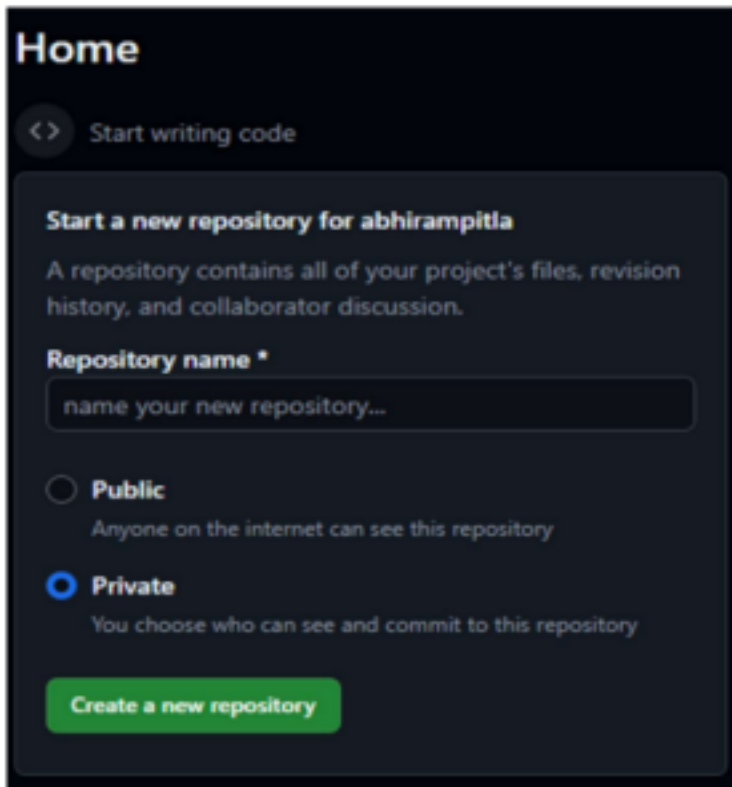 Home
<> Start writing code
Start a new repository for abhirampitla
A repository contains all of your project's files, revision
history, and collaborator discussion.
Repository name *
name your new repository...
Public
Anyone on the internet can see this repository
Private
You choose who can see and commit to this repository
Create a new repository